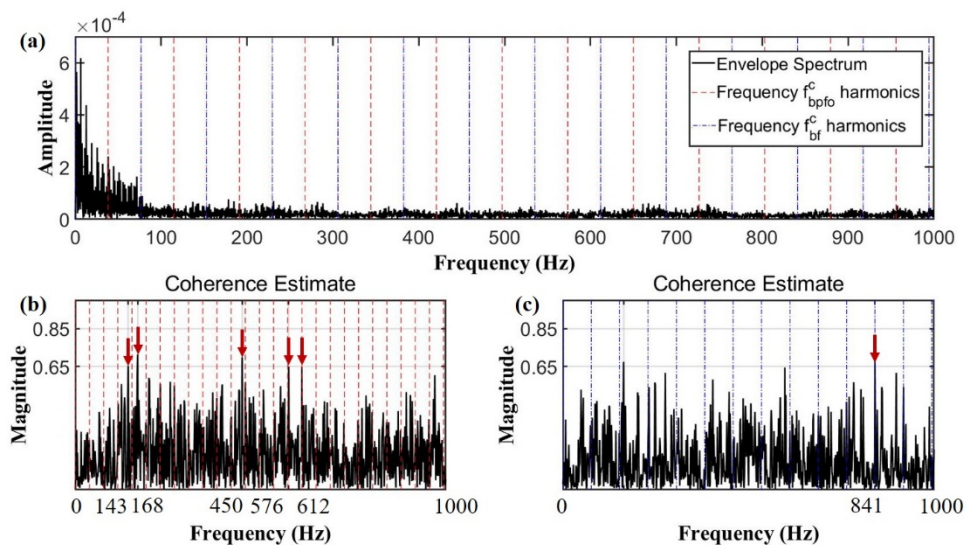 (a)
×10⁻⁴
6
4
2
0
Amplitude
Envelope Spectrum
Frequency f^c_bpfo harmonics
Frequency f^c_bf harmonics
0 100 200 300 400 500 600 700 800 900 1000
Frequency (Hz)
(b)
Coherence Estimate
0.85
0.65
Magnitude
0 143 168 450 576 612 1000
Frequency (Hz)
(c)
Coherence Estimate
0.85
0.65
Magnitude
0 841 1000
Frequency (Hz)